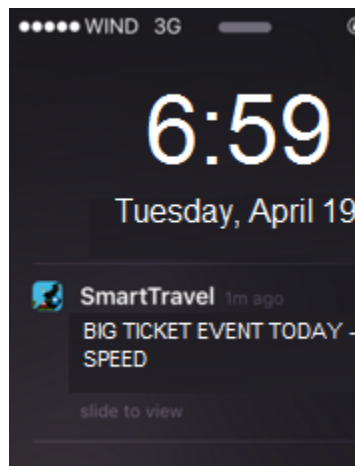 WIND 3G
6:59
Tuesday, April 19
SmartTravel 1m ago
BIG TICKET EVENT TODAY -
SPEED
slide to view